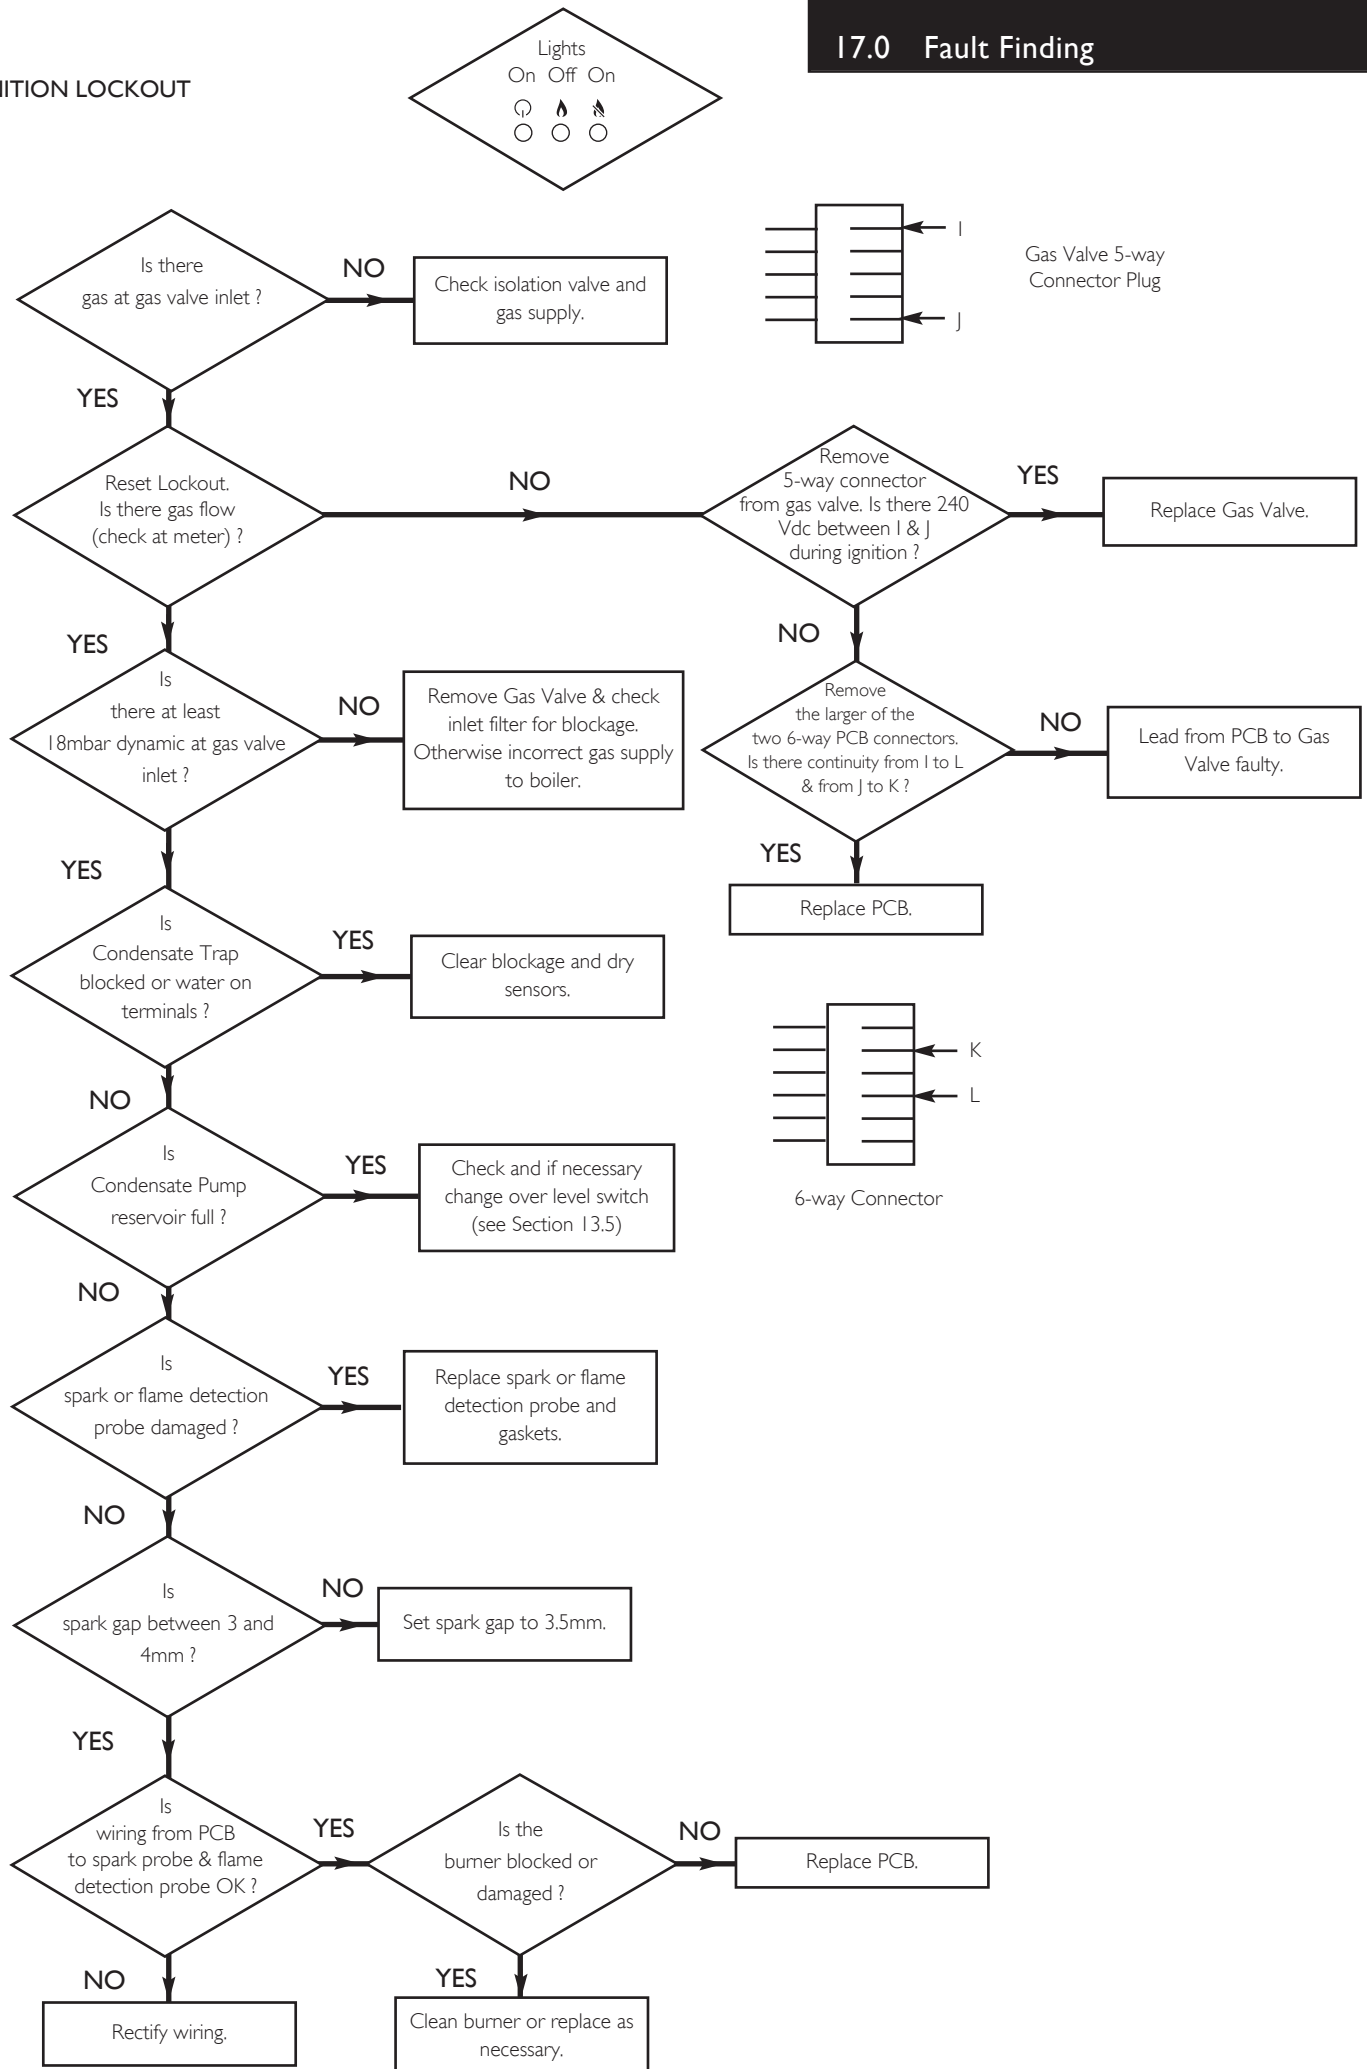 17.0 Fault Finding
NITION LOCKOUT
Lights
On Off On
Is there
gas at gas valve inlet ?
NO
Check isolation valve and
gas supply.
I
J
Gas Valve 5-way
Connector Plug
YES
Reset Lockout.
Is there gas flow
(check at meter) ?
NO
Remove
5-way connector
from gas valve. Is there 240
Vdc between I & J
during ignition ?
YES
Replace Gas Valve.
YES
NO
Is
there at least
18mbar dynamic at gas valve
inlet ?
NO
Remove Gas Valve & check
inlet filter for blockage.
Otherwise incorrect gas supply
to boiler.
Remove
the larger of the
two 6-way PCB connectors.
Is there continuity from I to L
& from J to K ?
NO
Lead from PCB to Gas
Valve faulty.
YES
YES
Replace PCB.
Is
Condensate Trap
blocked or water on
terminals ?
YES
Clear blockage and dry
sensors.
K
L
6-way Connector
NO
Is
Condensate Pump
reservoir full ?
YES
Check and if necessary
change over level switch
(see Section 13.5)
NO
Is
spark or flame detection
probe damaged ?
YES
Replace spark or flame
detection probe and
gaskets.
NO
Is
spark gap between 3 and
4mm ?
NO
Set spark gap to 3.5mm.
YES
Is
wiring from PCB
to spark probe & flame
detection probe OK ?
YES
Is the
burner blocked or
damaged ?
NO
Replace PCB.
NO
Rectify wiring.
YES
Clean burner or replace as
necessary.